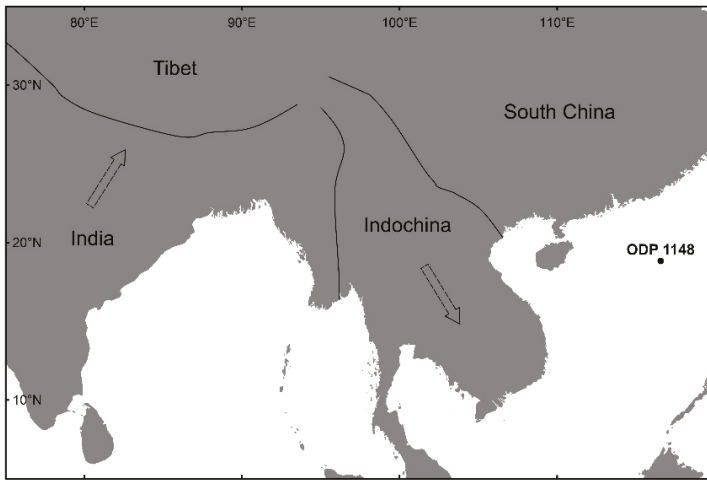 80°E 90°E 100°E 110°E
Tibet
30°N
South China
Indochina
India
20°N
ODP 1148
10°N